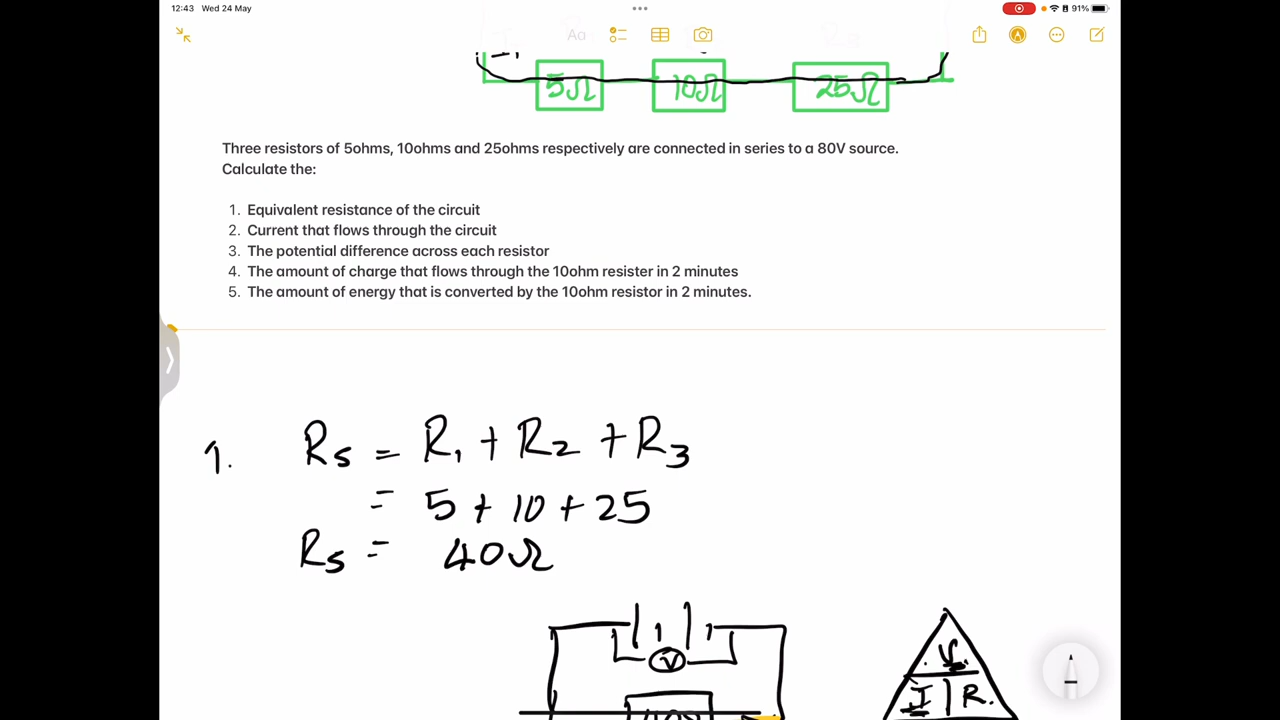 12:43 Wed 24 May
91%
Aa
5Ω 10Ω 25Ω
Three resistors of 5ohms, 10ohms and 25ohms respectively are connected in series to a 80V source.
Calculate the:
1. Equivalent resistance of the circuit
2. Current that flows through the circuit
3. The potential difference across each resistor
4. The amount of charge that flows through the 10ohm resister in 2 minutes
5. The amount of energy that is converted by the 10ohm resistor in 2 minutes.
1. Rs = R1 + R2 + R3
= 5 + 10 + 25
Rs = 40Ω
V
V
I R